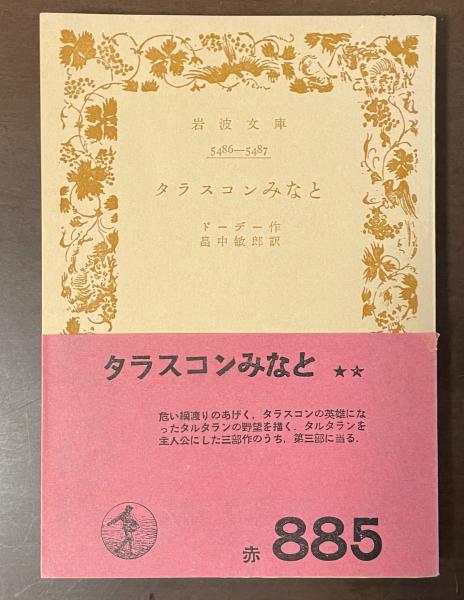 岩波文庫
5486—5487
タラスコンみなと
ドーデー作
畠中敏郎訳
タラスコンみなと ★★
危い綱渡りのあげく，タラスコンの英雄にな
ったタルタランの野望を描く．タルタランを
主人公にした三部作のうち，第三部に当る．
赤 885